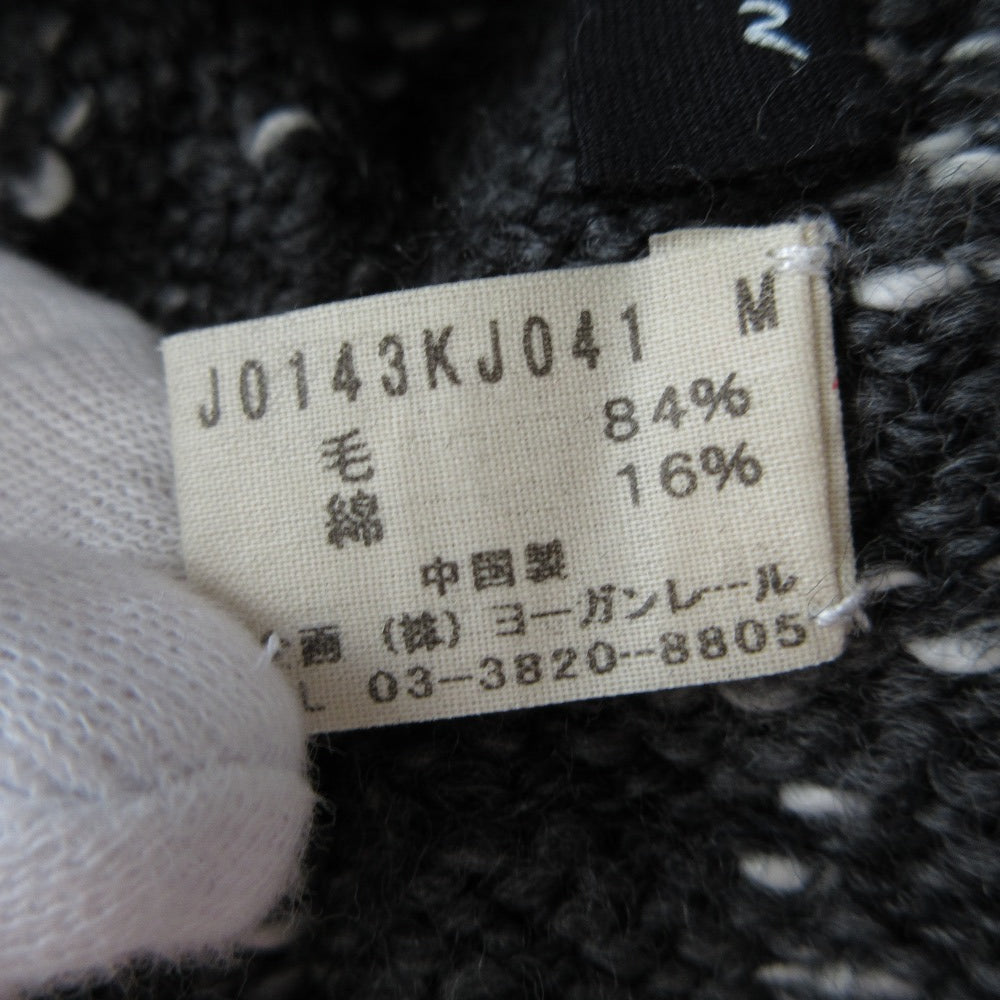 J0143KJ041 M
毛 84%
綿 16%
中国製
画 (株) ヨーガンレール
L 03-3820-8805